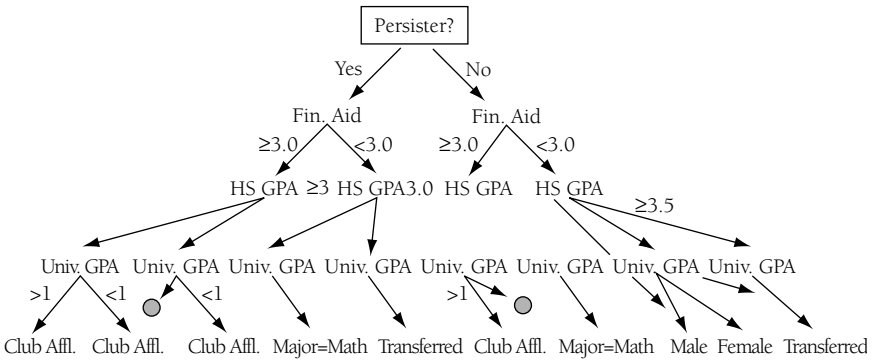 Persister?
Yes No
Fin. Aid Fin. Aid
≥3.0 <3.0 ≥3.0 <3.0
HS GPA ≥3 HS GPA3.0 HS GPA HS GPA
≥3.5
Univ. GPA Univ. GPA Univ. GPA Univ. GPA Univ. GPA Univ. GPA Univ. GPA Univ. GPA
>1 <1 <1 >1
Club Affl. Club Affl. Club Affl. Major=Math Transferred Club Affl. Major=Math Male Female Transferred